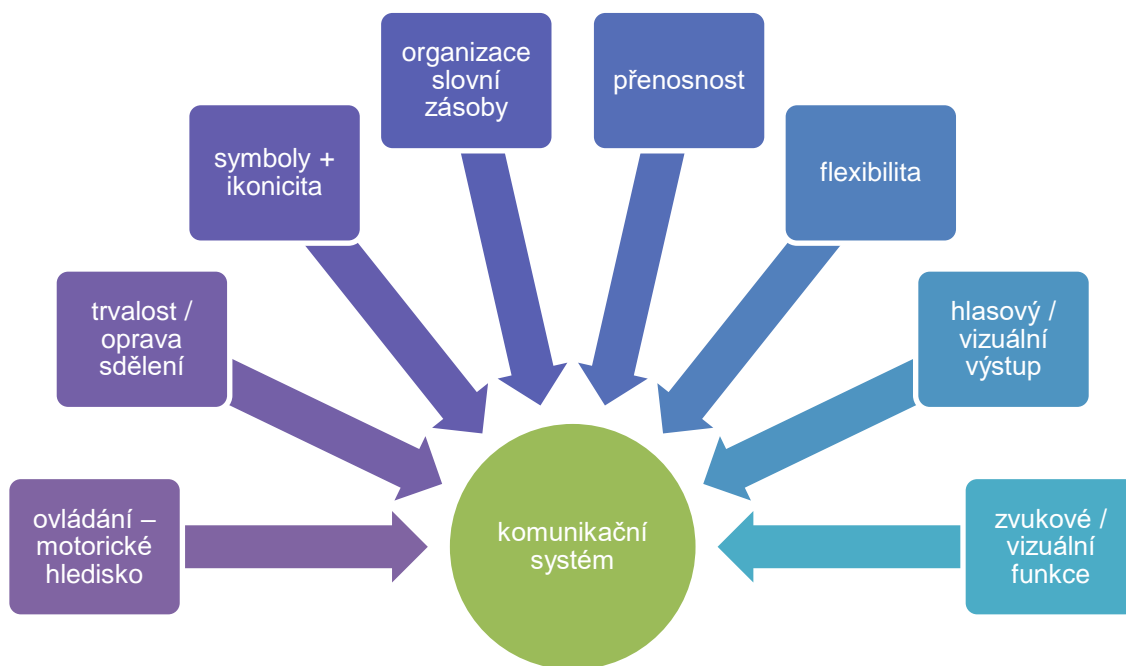 organizace
slovní
zásoby
přenosnost
symboly +
ikonicita
flexibilita
trvalost /
oprava
sdělení
hlasový /
vizuální
výstup
ovládání –
motorické
hledisko
komunikační
systém
zvukové /
vizuální
funkce